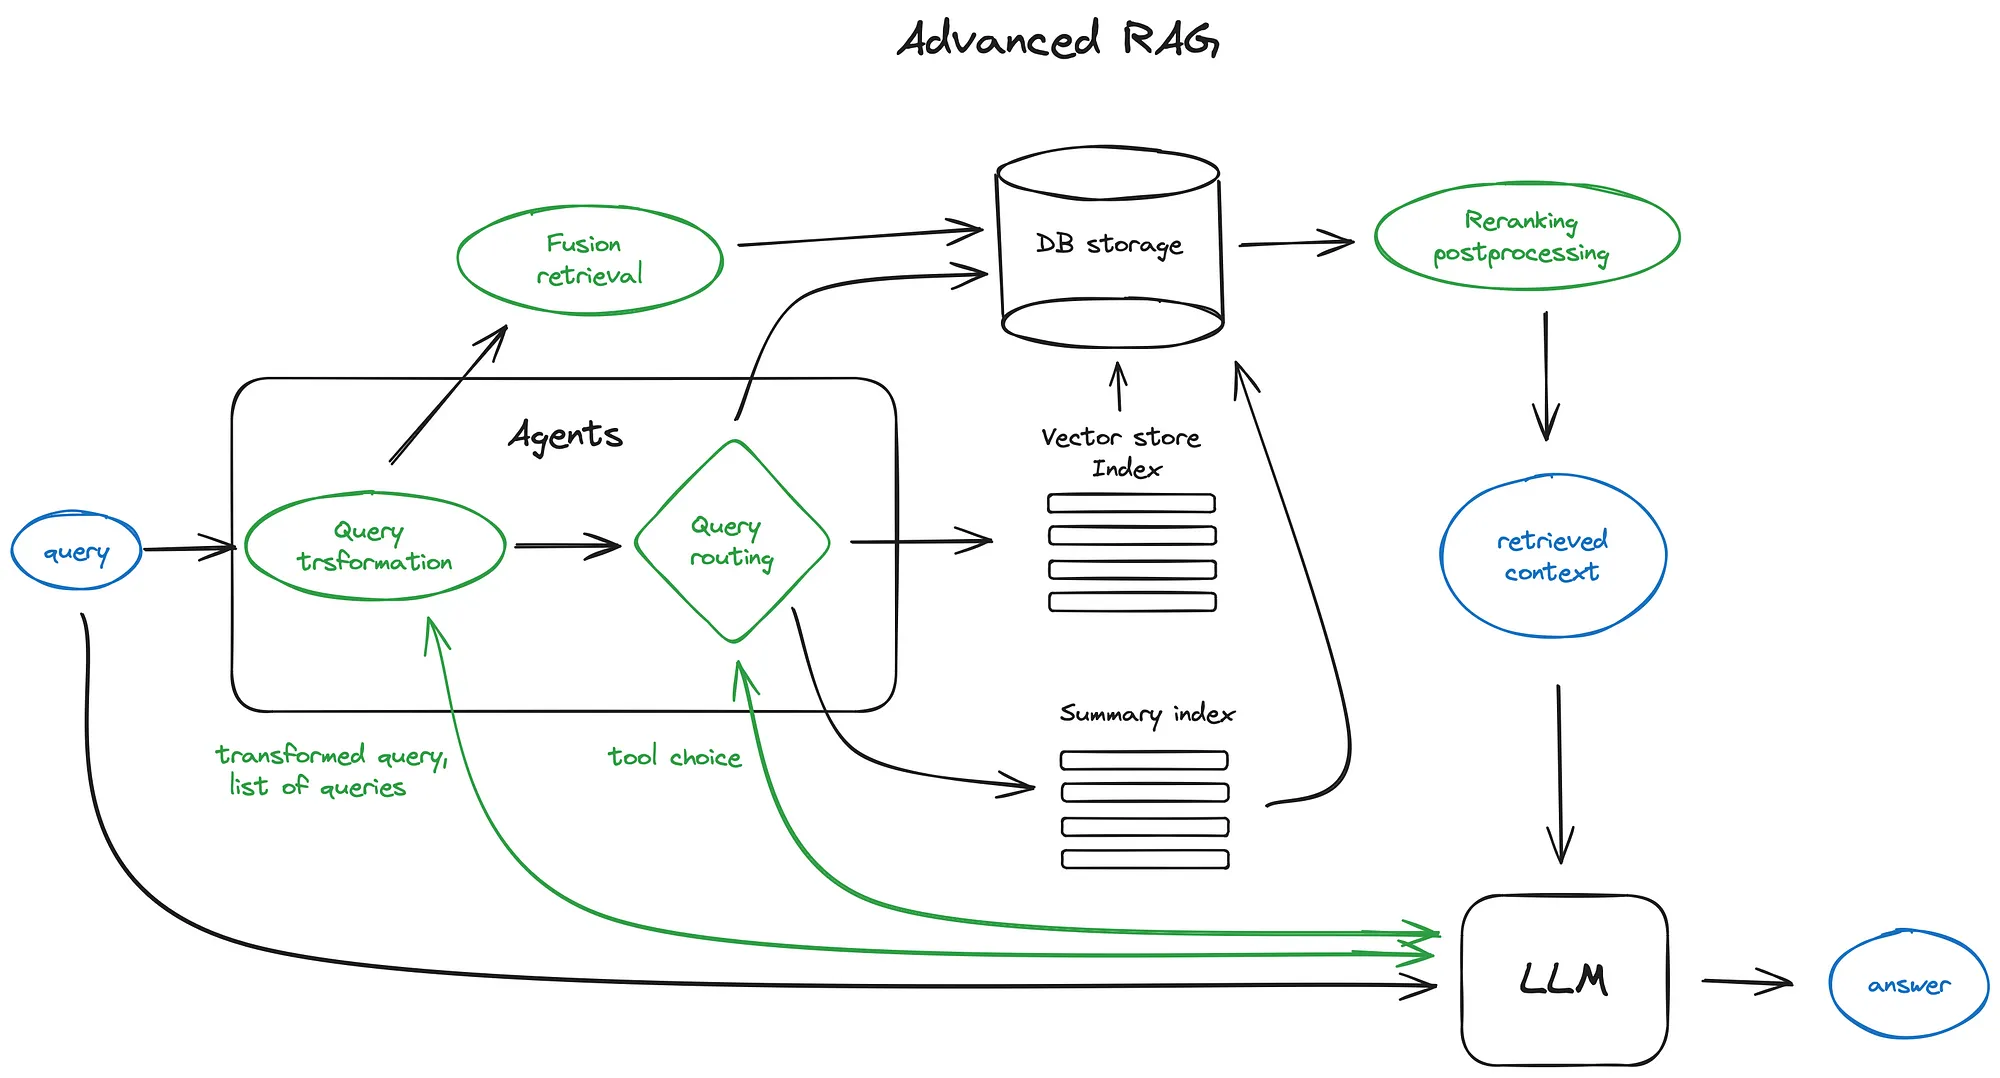 Advanced RAG
Fusion
retrieval
DB storage
Reranking
postprocessing
Agents
Vector store
Index
query
Query
trsformation
Query
routing
retrieved
context
Summary index
transformed query,
list of queries
tool choice
LLM
answer